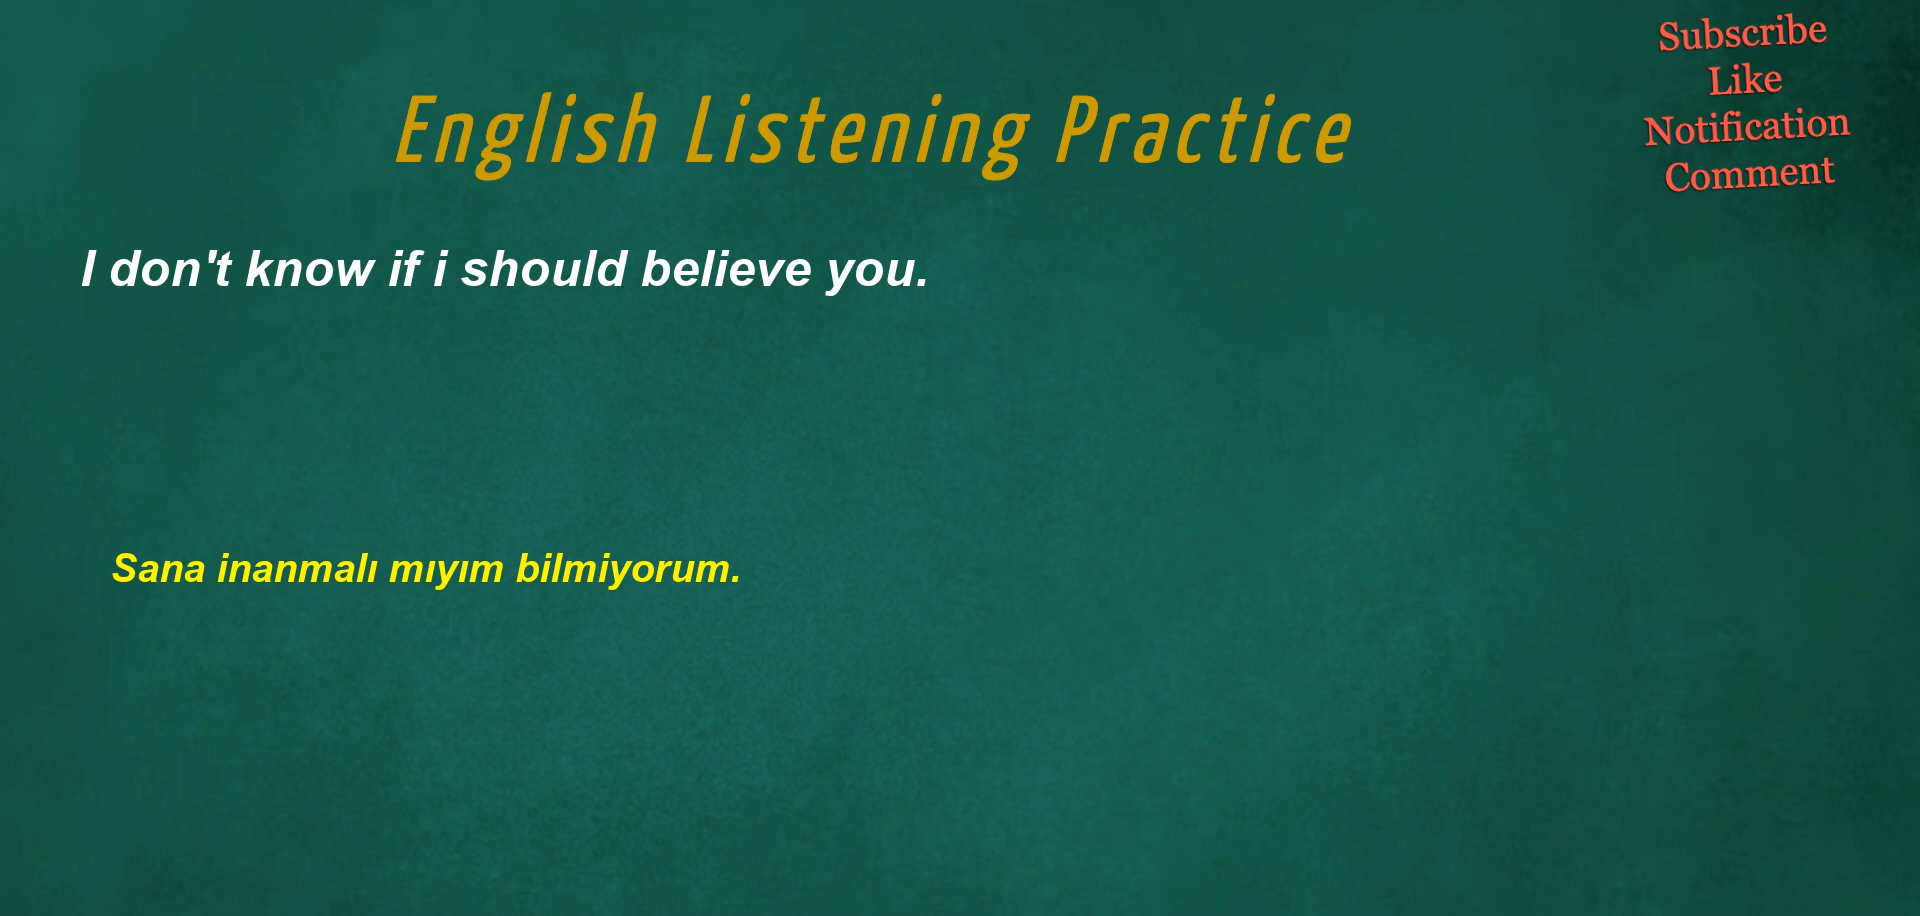 English Listening Practice
Subscribe
Like
Notification
Comment
I don't know if i should believe you.
Sana inanmalı mıyım bilmiyorum.